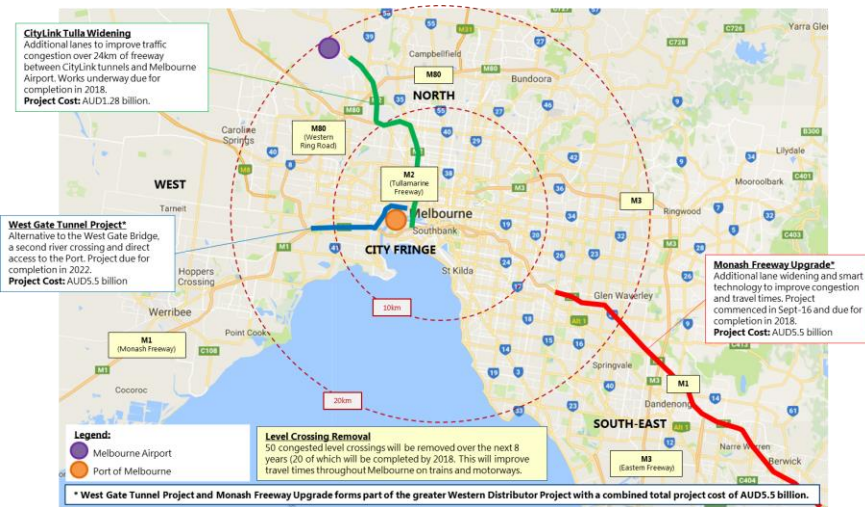 CityLink Tulla Widening
Additional lanes to improve traffic
congestion over 24km of freeway
between CityLink tunnels and Melbourne
Airport. Works underway due for
completion in 2018.
Project Cost: AUD1.28 billion.
Campbellfield
Bundoora
Yarra Glen
M80
NORTH
M80
(Western
Ring Road)
Caroline
Springs
WEST
Tarneit
M2
(Tullamarine
Freeway)
M3
Lilydale
Mooroolbark
Ringwood
West Gate Tunnel Project*
Alternative to the West Gate Bridge,
a second river crossing and direct
access to the Port. Project due for
completion in 2022.
Project Cost: AUD5.5 billion
Melbourne
Southbank
CITY FRINGE
St Kilda
Hoppers
Crossing
Werribee
Point Cook
M1
(Monash Freeway)
Cocoroc
10km
20km
Glen Waverley
Monash Freeway Upgrade*
Additional lane widening and smart
technology to improve congestion
and travel times. Project
commenced in Sept-16 and due for
completion in 2018.
Project Cost: AUD5.5 billion
Springvale
M1
Dandenong
SOUTH-EAST
M3
(Eastern Freeway)
Narre Warren
Berwick
Legend:
Melbourne Airport
Port of Melbourne
Level Crossing Removal
50 congested level crossings will be removed over the next 8
years (20 of which will be completed by 2018. This will improve
travel times throughout Melbourne on trains and motorways.
* West Gate Tunnel Project and Monash Freeway Upgrade forms part of the greater Western Distributor Project with a combined total project cost of AUD5.5 billion.